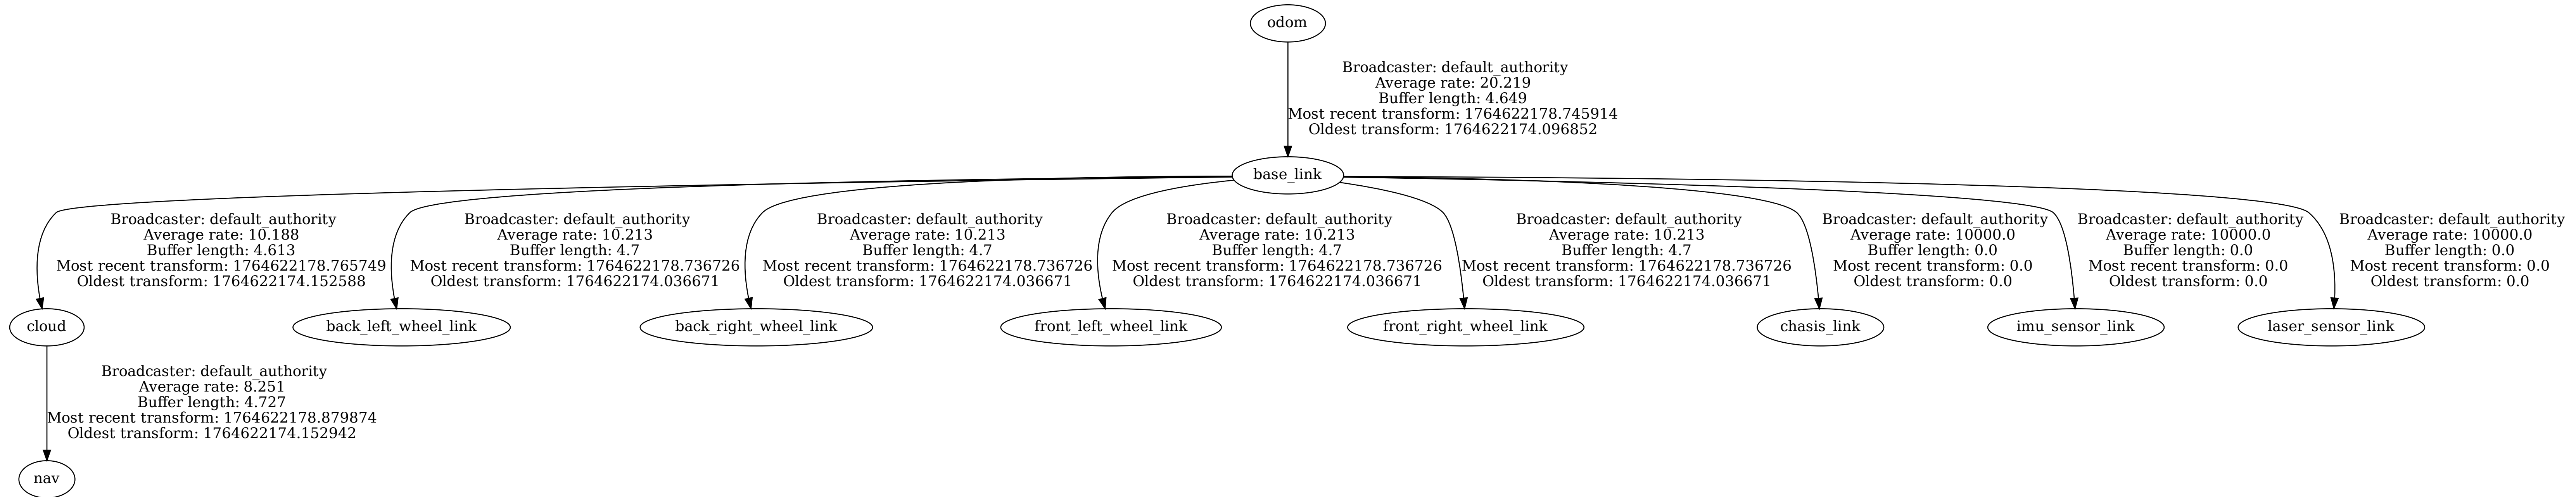 odom
Broadcaster: default_authority
Average rate: 20.219
Buffer length: 4.649
Most recent transform: 1764622178.745914
Oldest transform: 1764622174.096852
base_link
Broadcaster: default_authority
Average rate: 10.188
Buffer length: 4.613
Most recent transform: 1764622178.765749
Oldest transform: 1764622174.152588
Broadcaster: default_authority
Average rate: 10.213
Buffer length: 4.7
Most recent transform: 1764622178.736726
Oldest transform: 1764622174.036671
Broadcaster: default_authority
Average rate: 10.213
Buffer length: 4.7
Most recent transform: 1764622178.736726
Oldest transform: 1764622174.036671
Broadcaster: default_authority
Average rate: 10.213
Buffer length: 4.7
Most recent transform: 1764622178.736726
Oldest transform: 1764622174.036671
Broadcaster: default_authority
Average rate: 10.213
Buffer length: 4.7
Most recent transform: 1764622178.736726
Oldest transform: 1764622174.036671
Broadcaster: default_authority
Average rate: 10000.0
Buffer length: 0.0
Most recent transform: 0.0
Oldest transform: 0.0
Broadcaster: default_authority
Average rate: 10000.0
Buffer length: 0.0
Most recent transform: 0.0
Oldest transform: 0.0
Broadcaster: default_authority
Average rate: 10000.0
Buffer length: 0.0
Most recent transform: 0.0
Oldest transform: 0.0
cloud
back_left_wheel_link
back_right_wheel_link
front_left_wheel_link
front_right_wheel_link
chasis_link
imu_sensor_link
laser_sensor_link
Broadcaster: default_authority
Average rate: 8.251
Buffer length: 4.727
Most recent transform: 1764622178.879874
Oldest transform: 1764622174.152942
nav